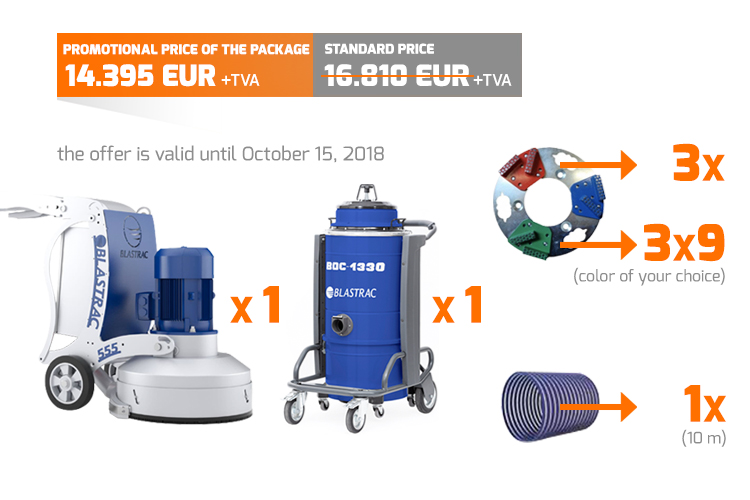 PROMOTIONAL PRICE OF THE PACKAGE
14.395 EUR +TVA
STANDARD PRICE
16.810 EUR +TVA
the offer is valid until October 15, 2018
BLASTRAC
BLASTRAC
555
x 1
BDC-1330
BLASTRAC
x 1
3x
3x9
(color of your choice)
1x
(10 m)